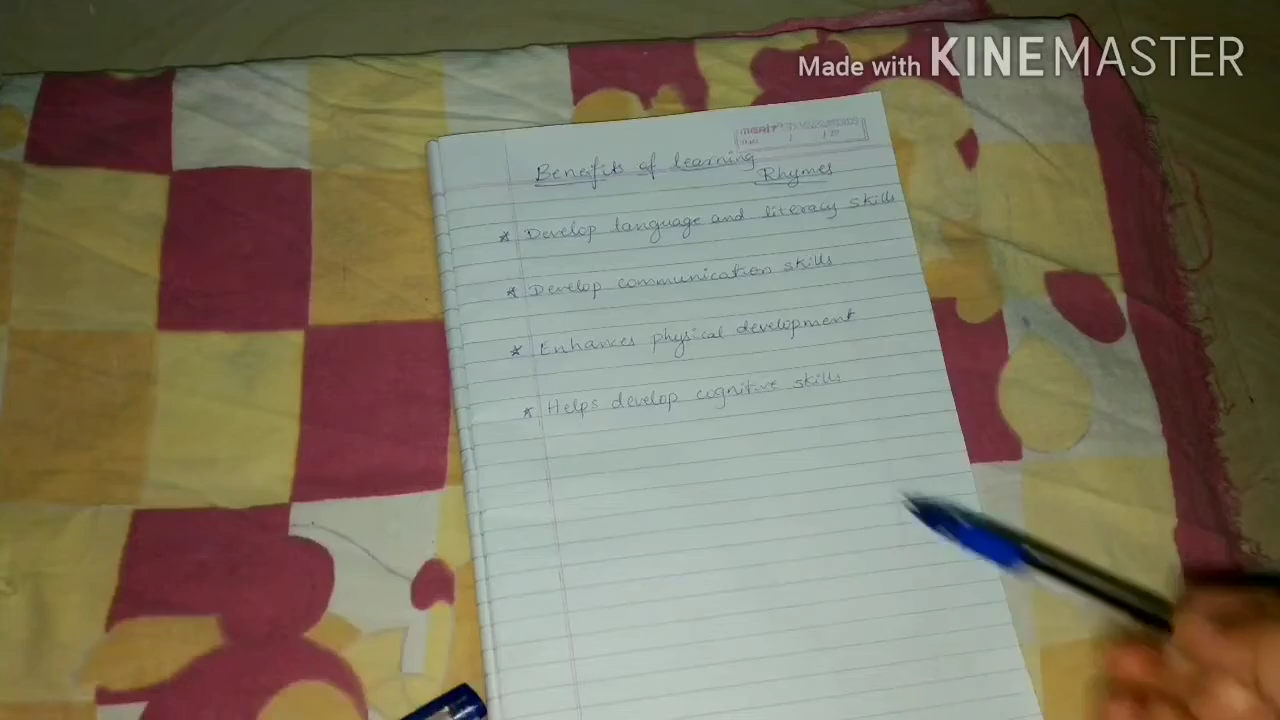 Made with KINEMASTER
Benefits of learning
Rhymes
* Develop language and literacy skills
* Develop communication skills
* Enhances physical development
* Helps develop cognitive skills